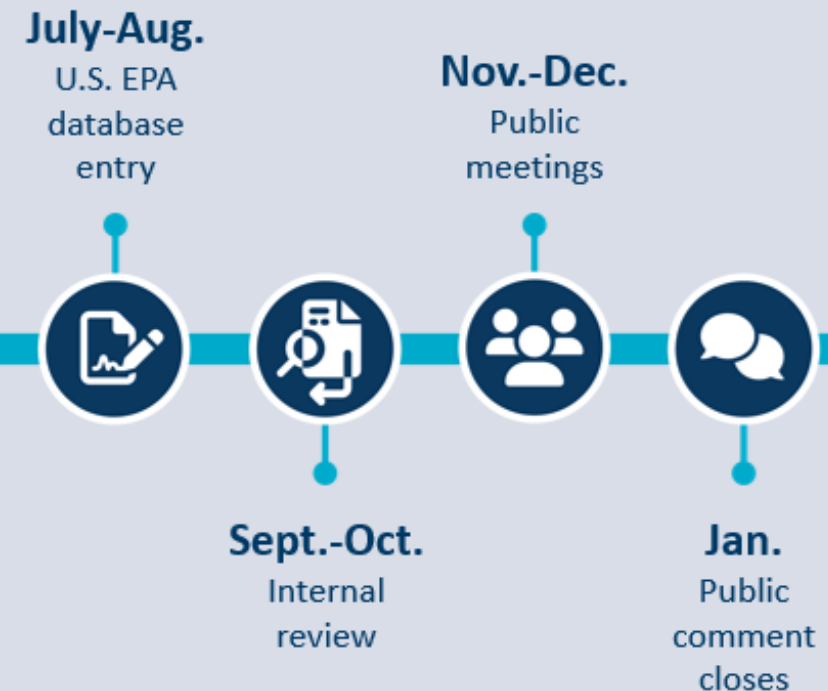 July-Aug.
U.S. EPA
database
entry
Sept.-Oct.
Internal
review
Nov.-Dec.
Public
meetings
Jan.
Public
comment
closes